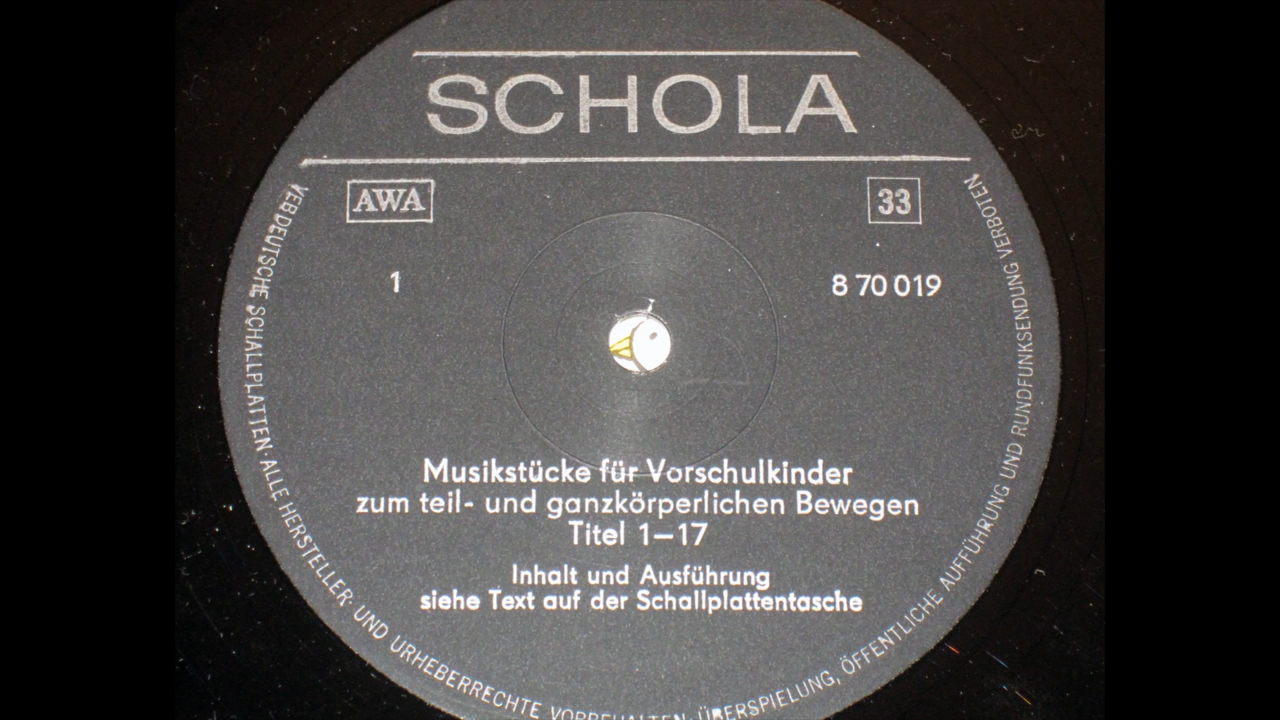 SCHOLA
AWA
33
1
8 70 019
Musikstücke für Vorschulkinder
zum teil- und ganzkörperlichen Bewegen
Titel 1–17
Inhalt und Ausführung
siehe Text auf der Schallplattentasche
VEB DEUTSCHE SCHALLPLATTEN · ALLE HERSTELLER- UND URHEBERRECHTE VORBEHALTEN · ÜBERSPIELUNG, ÖFFENTLICHE AUFFÜHRUNG UND RUNDFUNKSENDUNG VERBOTEN